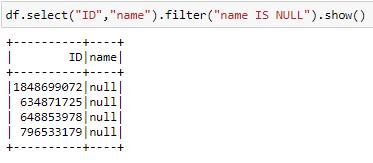 df.select("ID","name").filter("name IS NULL").show()
+----------+----+
|        ID|name|
+----------+----+
|1848699072|null|
| 634871725|null|
| 648853978|null|
| 796533179|null|
+----------+----+